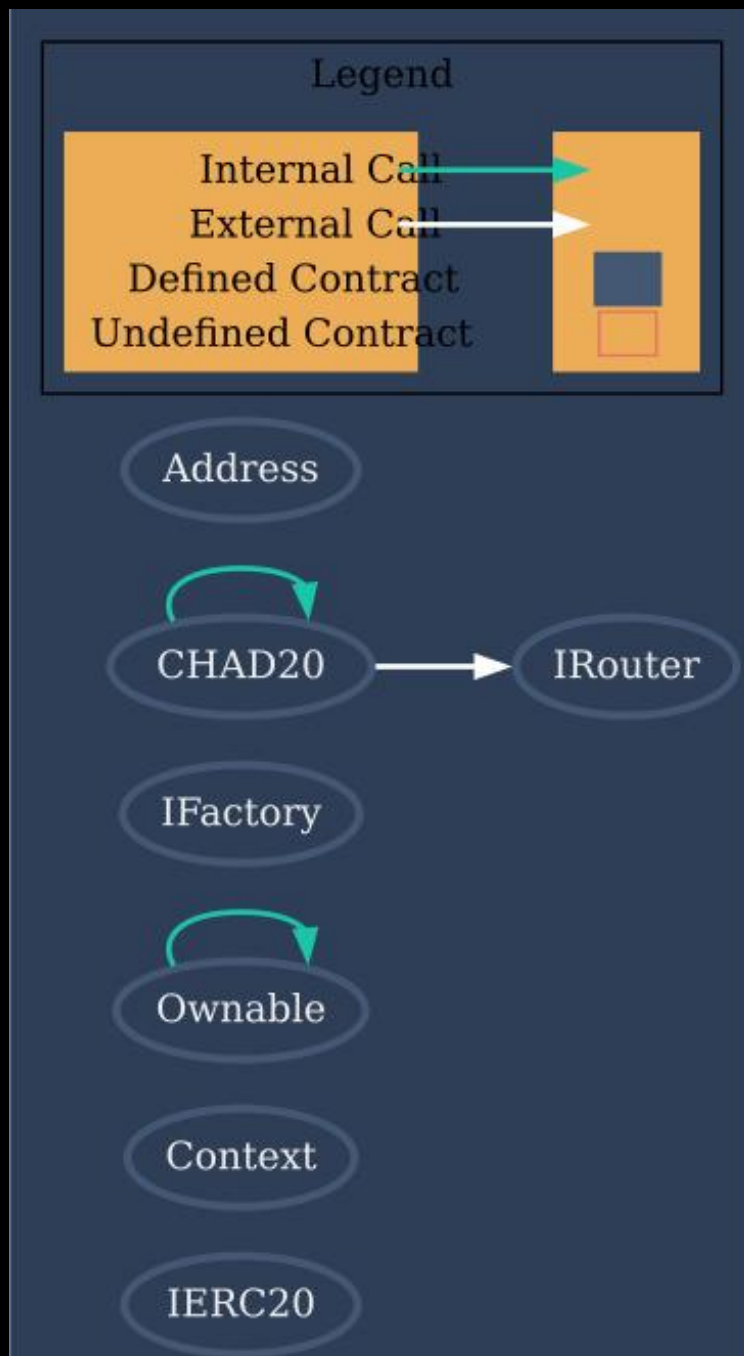 Legend
Internal Call
External Call
Defined Contract
Undefined Contract
Address
CHAD20
IRouter
IFactory
Ownable
Context
IERC20